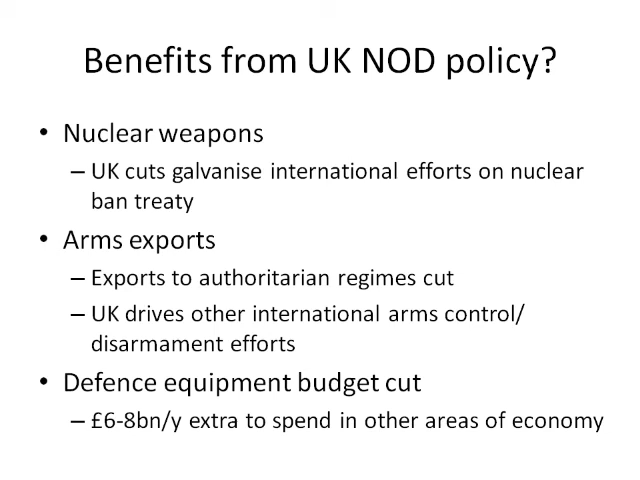 Benefits from UK NOD policy?
• Nuclear weapons
– UK cuts galvanise international efforts on nuclear
ban treaty
• Arms exports
– Exports to authoritarian regimes cut
– UK drives other international arms control/
disarmament efforts
• Defence equipment budget cut
– £6-8bn/y extra to spend in other areas of economy